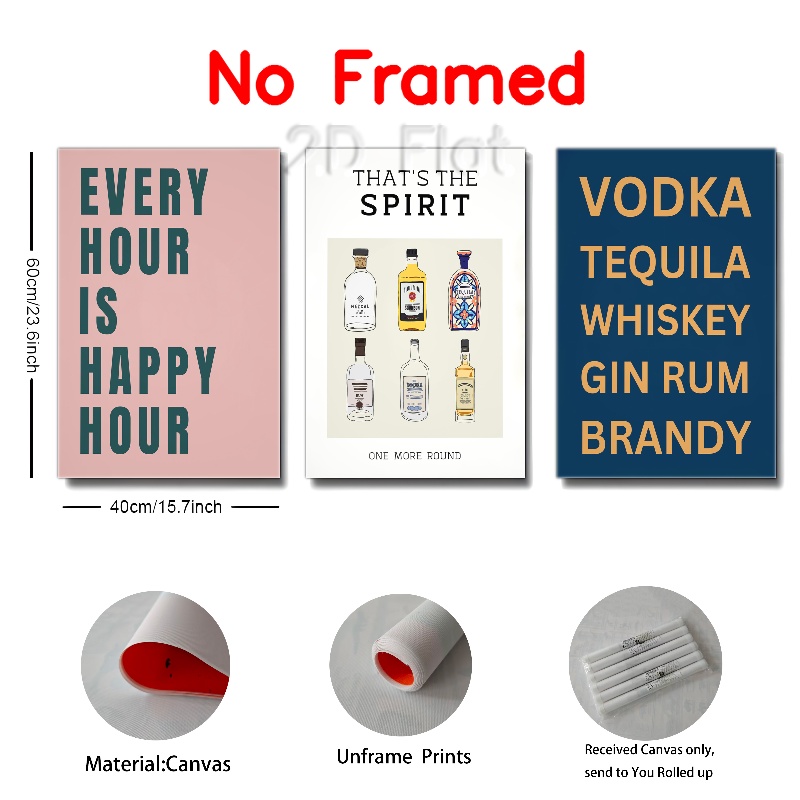 No Framed
2D Flat
EVERY
HOUR
IS
HAPPY
HOUR
THAT'S THE
SPIRIT
ONE MORE ROUND
VODKA
TEQUILA
WHISKEY
GIN RUM
BRANDY
60cm/23.6inch
40cm/15.7inch
Material:Canvas
Unframe Prints
Received Canvas only,
send to You Rolled up